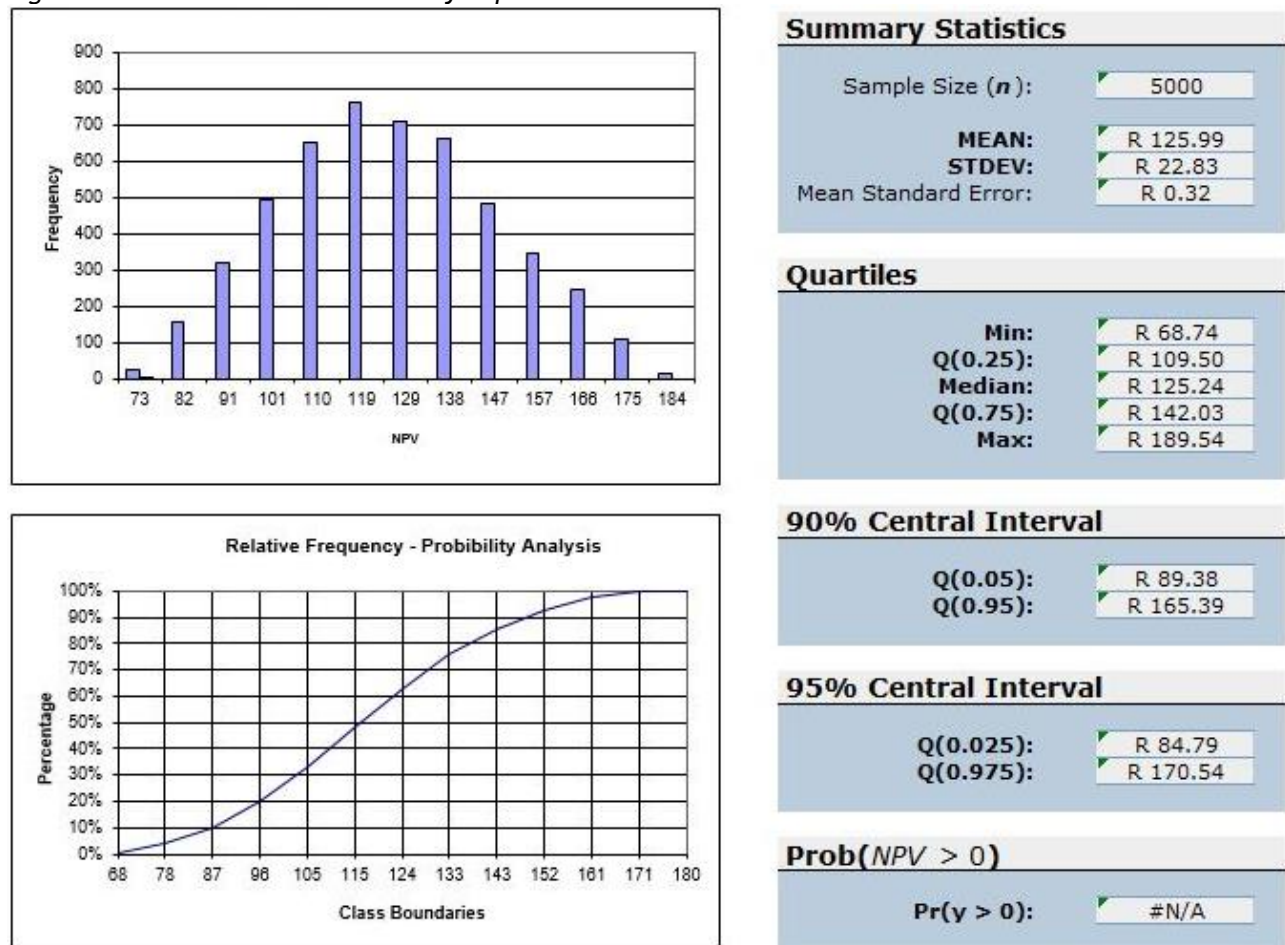 900
800
700
600
500
400
300
200
100
0
Frequency
73 82 91 101 110 119 129 138 147 157 166 175 184
NPV
Relative Frequency - Probibility Analysis
100%
90%
80%
70%
60%
50%
40%
30%
20%
10%
0%
Percentage
68 78 87 96 105 115 124 133 143 152 161 171 180
Class Boundaries
Summary Statistics
Sample Size (n): 5000
MEAN: R 125.99
STDEV: R 22.83
Mean Standard Error: R 0.32
Quartiles
Min: R 68.74
Q(0.25): R 109.50
Median: R 125.24
Q(0.75): R 142.03
Max: R 189.54
90% Central Interval
Q(0.05): R 89.38
Q(0.95): R 165.39
95% Central Interval
Q(0.025): R 84.79
Q(0.975): R 170.54
Prob(NPV > 0)
Pr(y > 0): #N/A